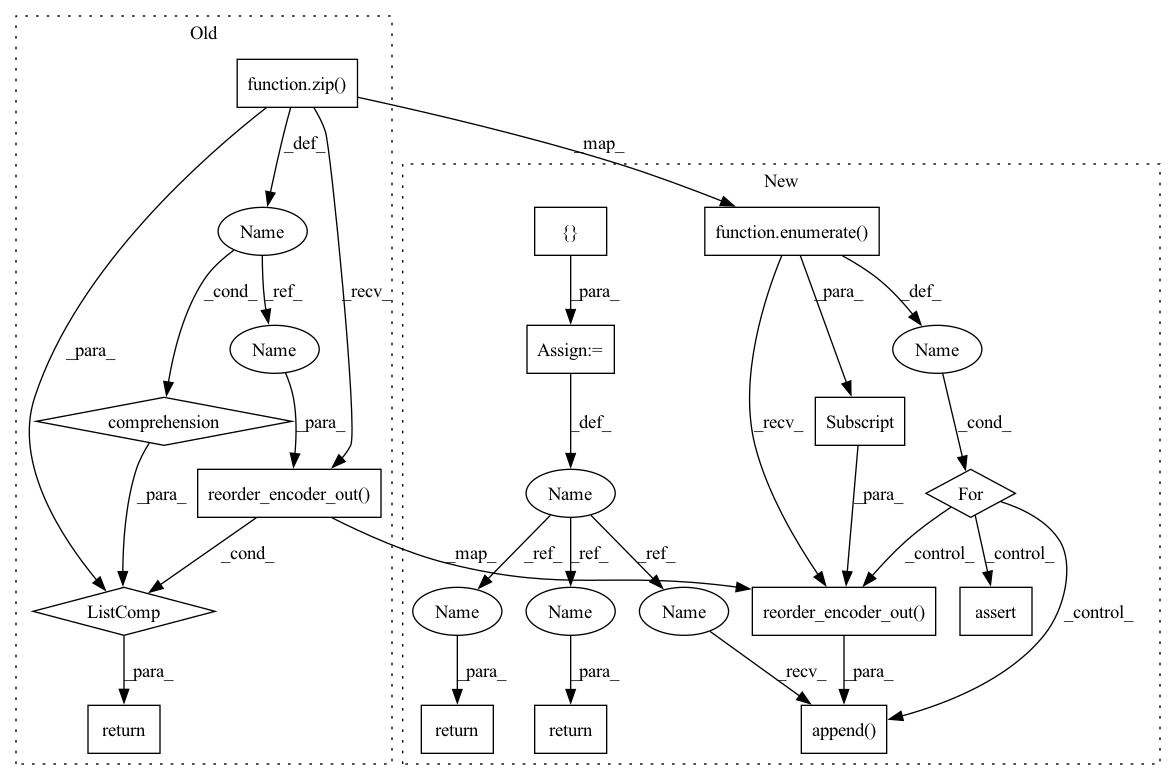 Old
function.zip()
_def_
_map_
New
Name
{}
function.enumerate()
_cond_
_ref_
_recv_
_para_
_para_
_def_
_para_
Name
Assign:=
Name
comprehension
_para_
_def_
_recv_
Subscript
_cond_
_para_
reorder_encoder_out()
Name
_para_
For
_cond_
_map_
_ref_
_ref_
_ref_
_control_
_control_
ListComp
Name
Name
Name
reorder_encoder_out()
assert
_control_
_para_
_para_
_para_
_recv_
_para_
return
return
return
append()